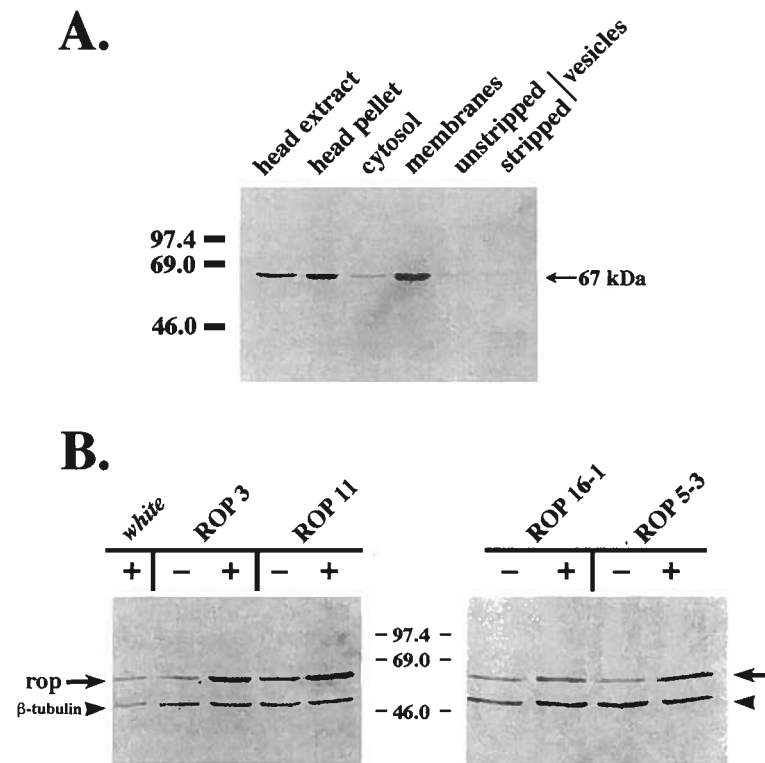 A.
head extract
head pellet
cytosol
membranes
unstripped
stripped
vesicles
97.4
69.0
46.0
67 kDa
B.
white
ROP 3
ROP 11
ROP 16-1
ROP 5-3
+ − + − +
− + − +
rop
β-tubulin
− 97.4 −
− 69.0 −
− 46.0 −